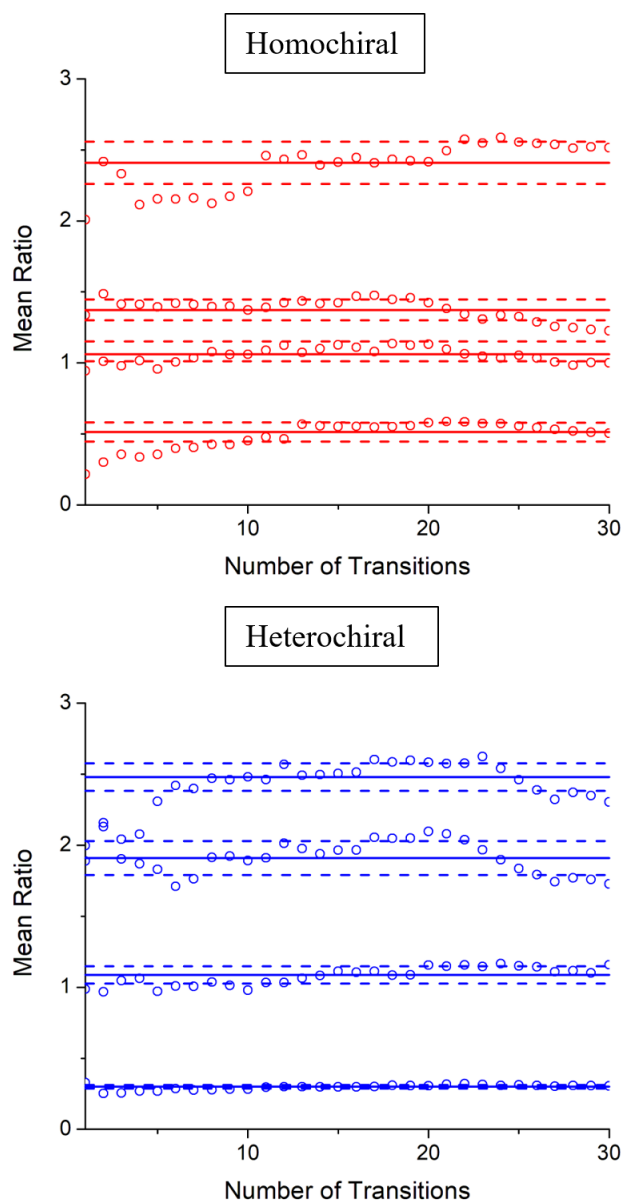 Homochiral
3
2
1
0
Mean Ratio
10 20 30
Number of Transitions
Heterochiral
3
2
1
0
Mean Ratio
10 20 30
Number of Transitions